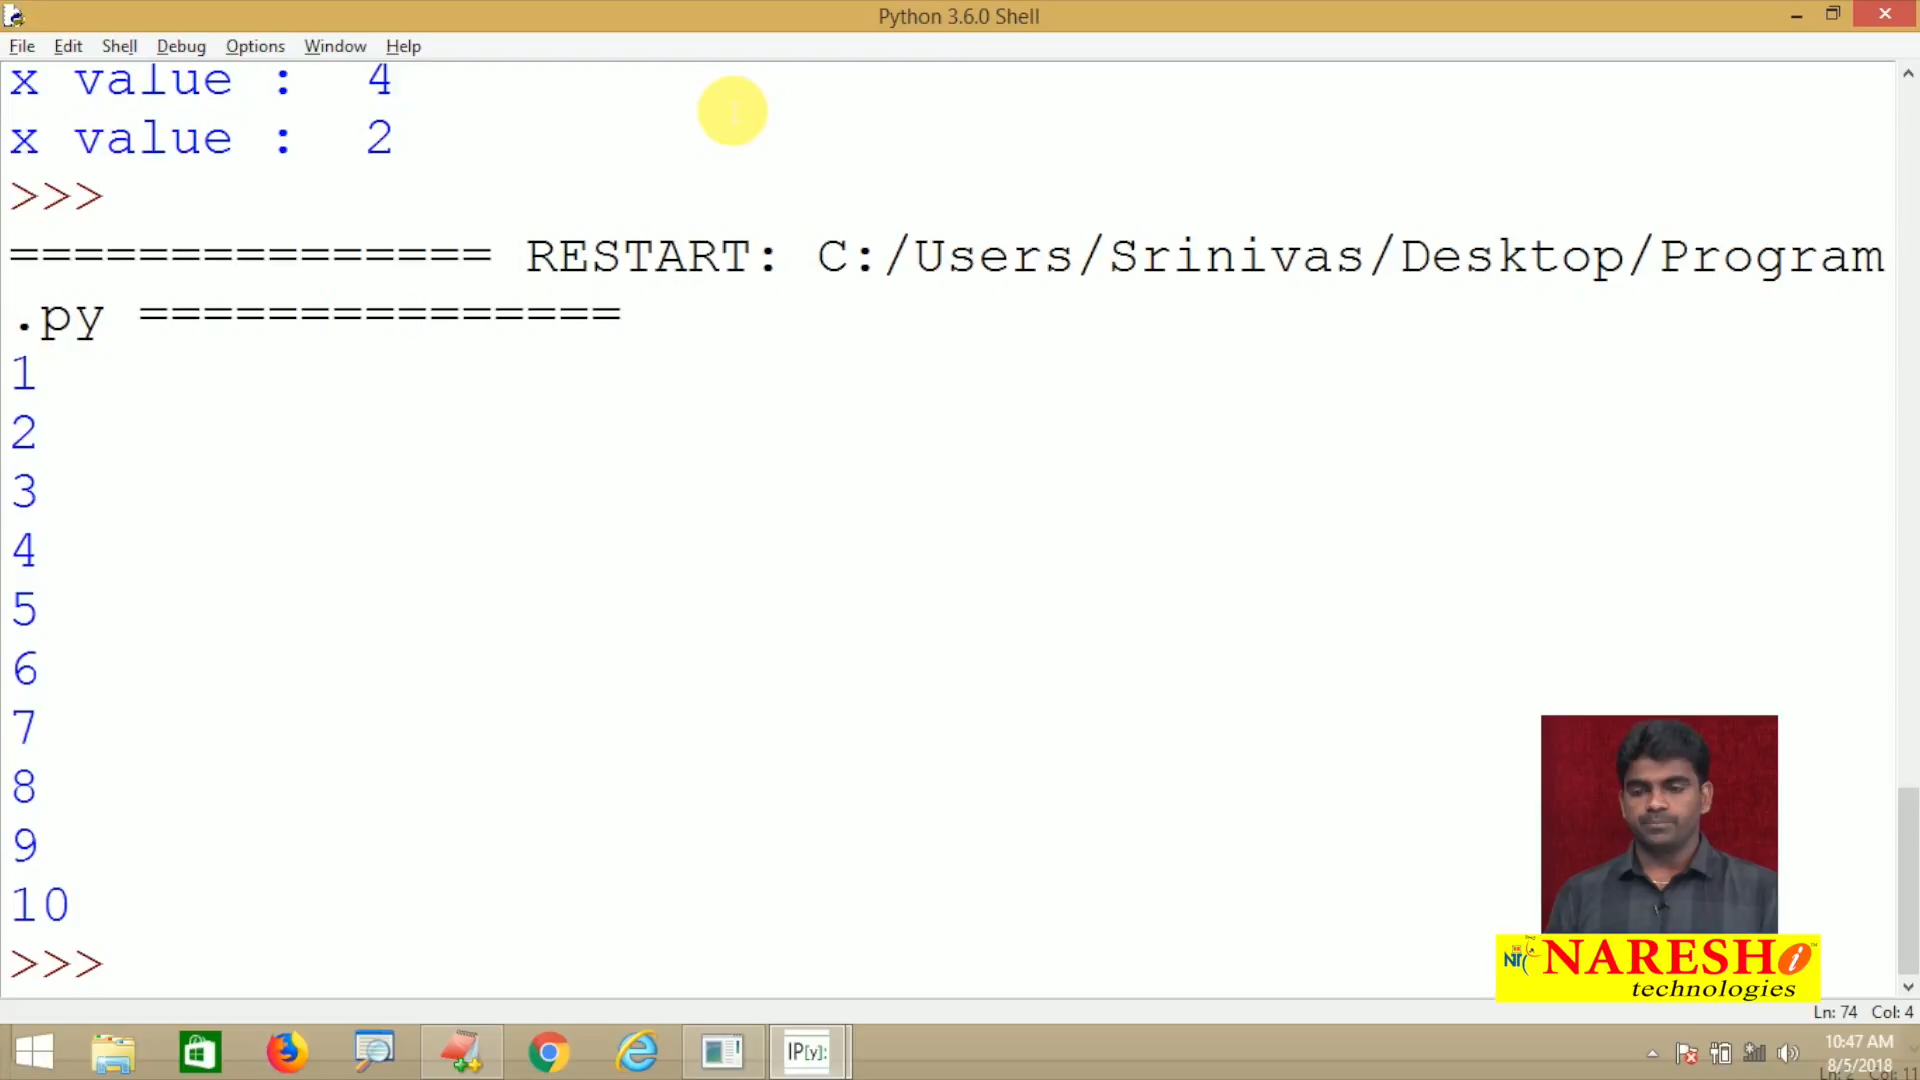 Python 3.6.0 Shell
File Edit Shell Debug Options Window Help
x value : 4
x value : 2
>>>
=============== RESTART: C:/Users/Srinivas/Desktop/Program
.py ===============
1
2
3
4
5
6
7
8
9
10
>>>
NARESH i
technologies
Ln: 74 Col: 4
IP[y]:
10:47 AM
8/5/2018